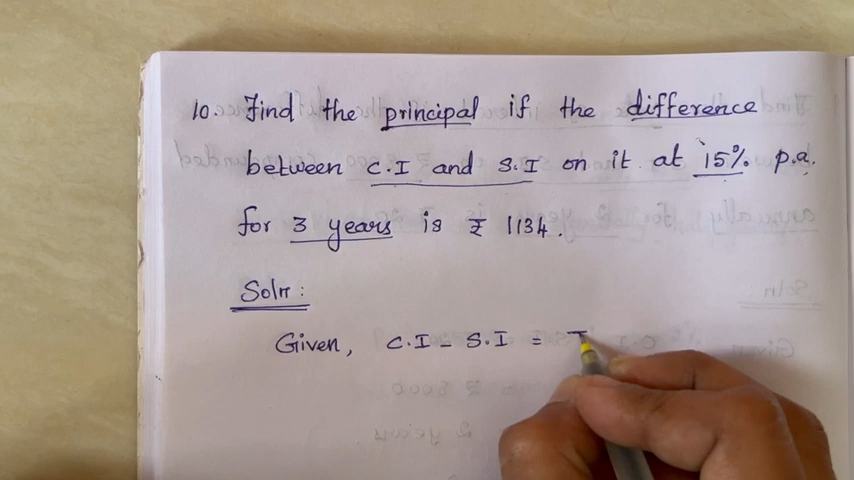 10. Find the principal if the difference
between C.I and S.I on it at 15% p.a.
for 3 years is ₹ 1134.
Soln:
Given, C.I - S.I =